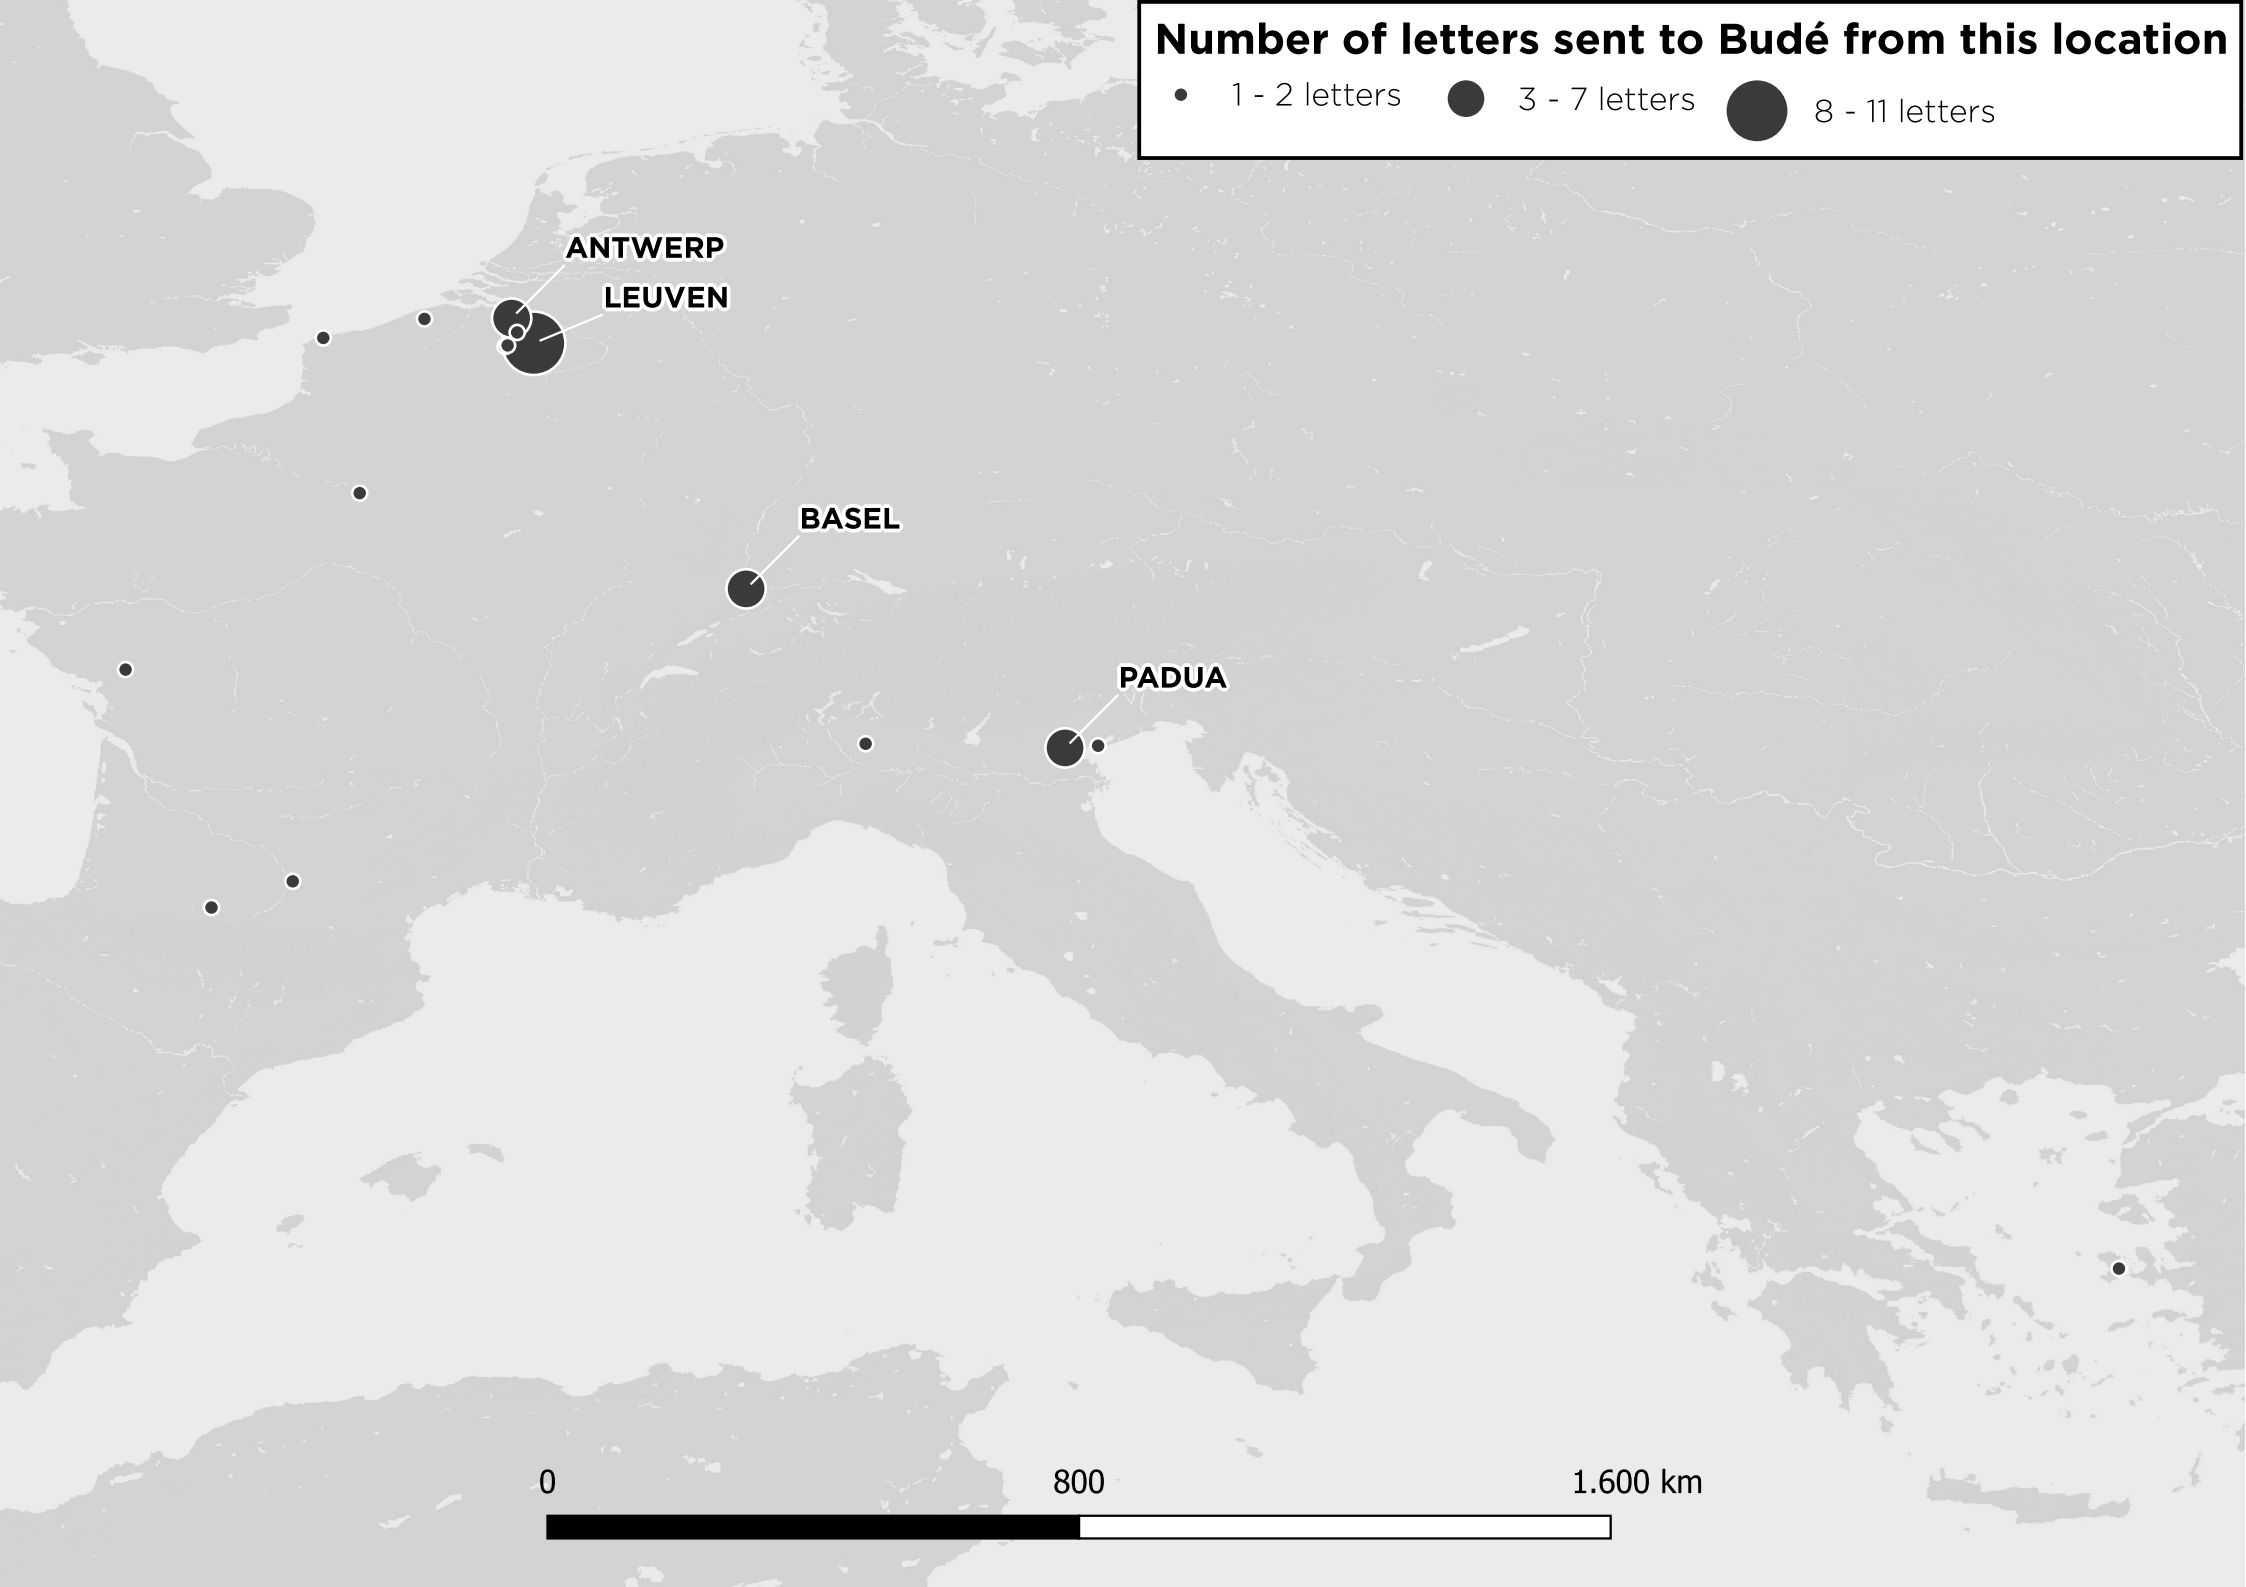 Number of letters sent to Budé from this location
1 - 2 letters 3 - 7 letters 8 - 11 letters
ANTWERP
LEUVEN
BASEL
PADUA
0 800 1.600 km